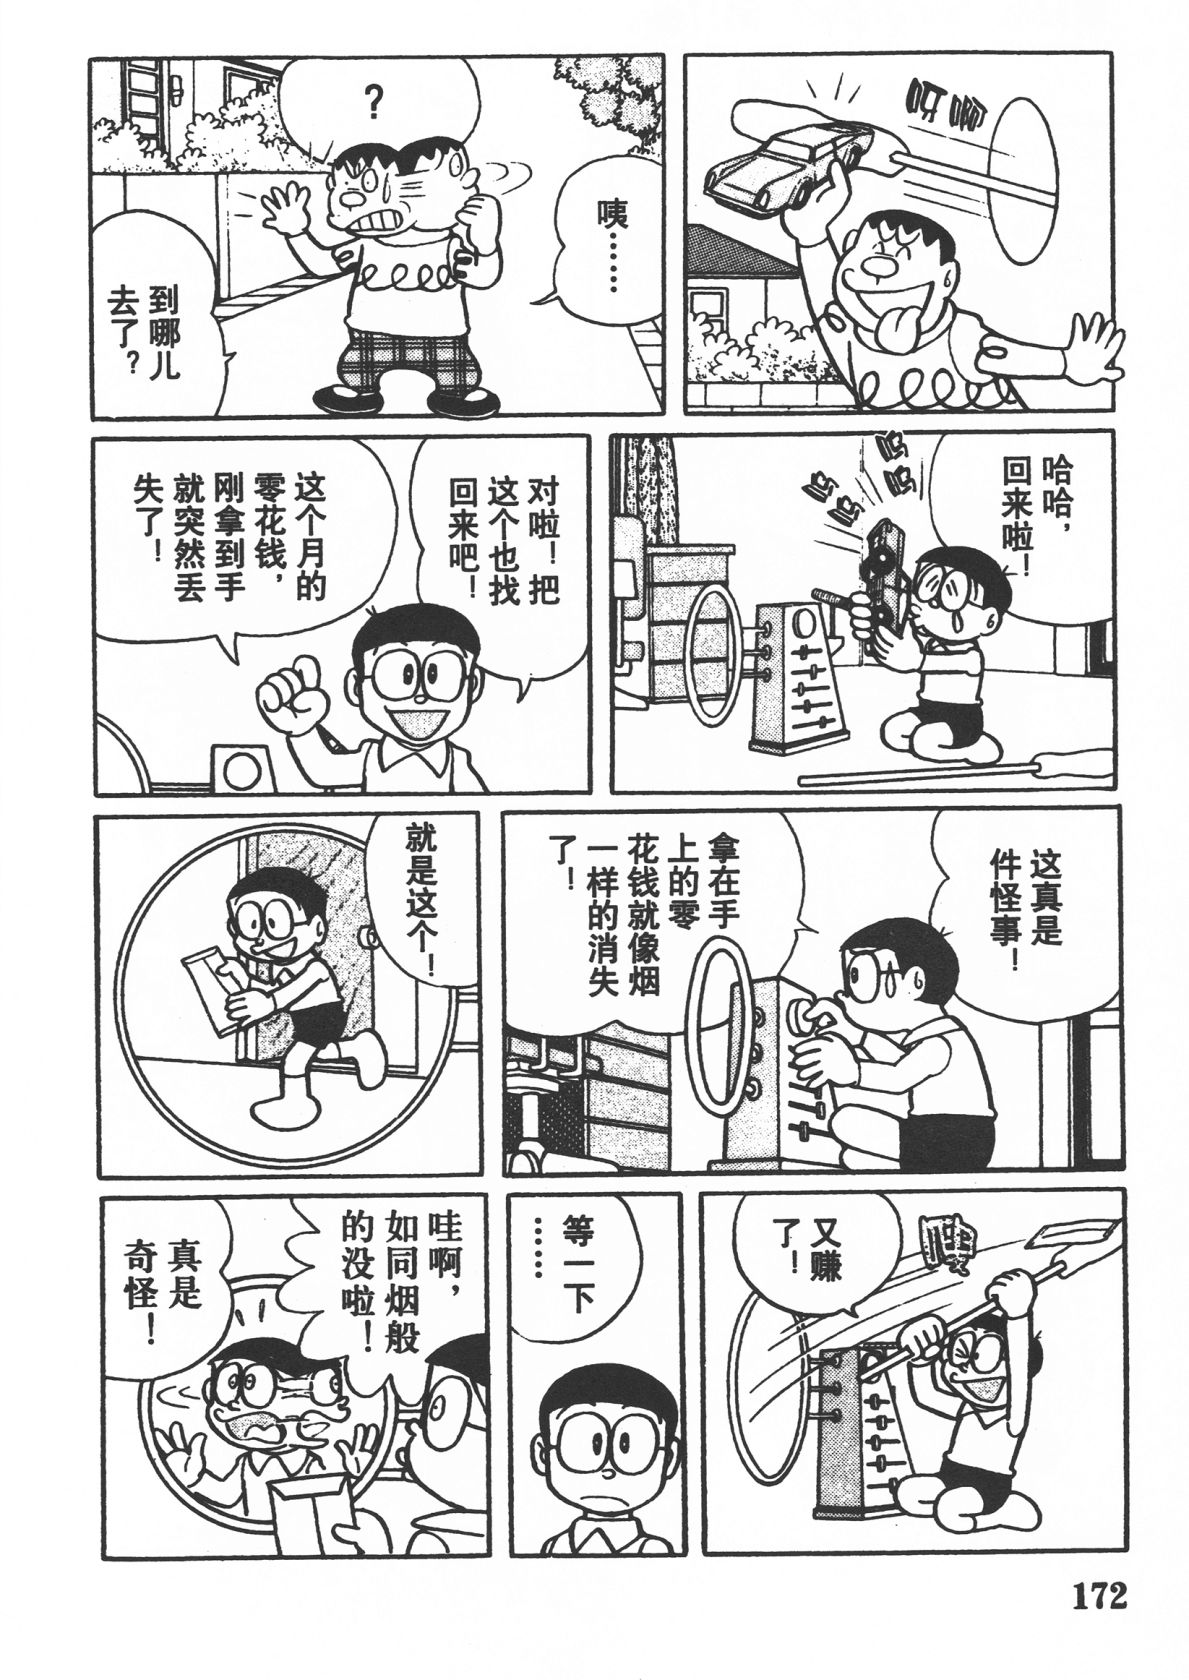 呀啊
咦……
?
到哪儿
去了?
哈哈,
回来啦!
对啦!把
这个也找
回来吧!
这个月的
零花钱,
刚拿到手
就突然丢
失了!
这真是
件怪事!
拿在手
上的零
花钱就像烟
一样的消失
了!
就是这个!
又赚
了!
等一下
……
哇啊,
如同烟般
的没啦!
真是
奇怪!
172